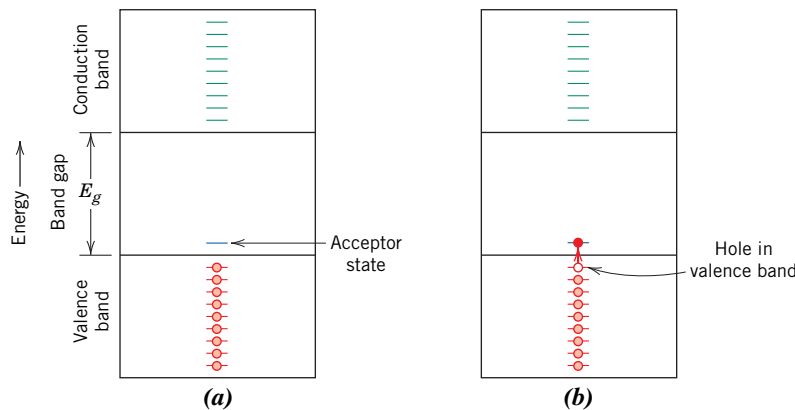 Energy
Conduction
band
Band gap
E_g
Valence
band
Acceptor
state
Hole in
valence band
(a)
(b)